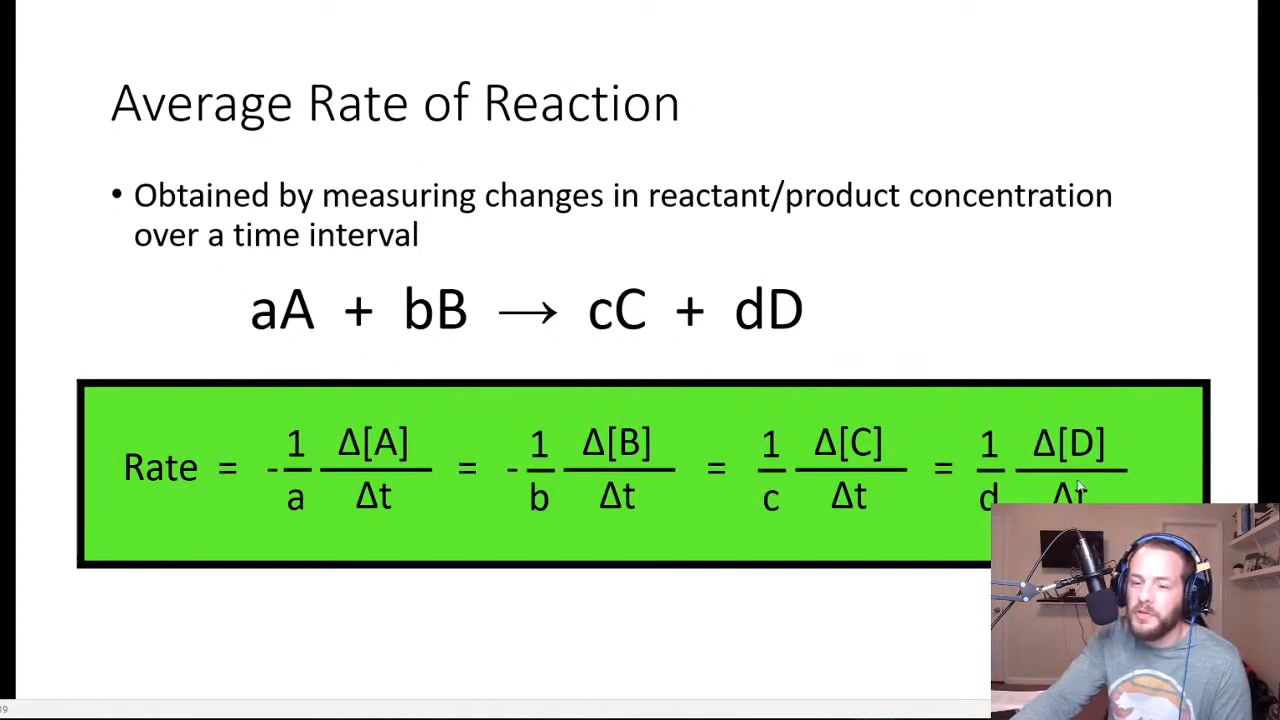 Average Rate of Reaction
• Obtained by measuring changes in reactant/product concentration
over a time interval
aA + bB → cC + dD
Rate = -1/a Δ[A]/Δt = -1/b Δ[B]/Δt = 1/c Δ[C]/Δt = 1/d Δ[D]/Δt